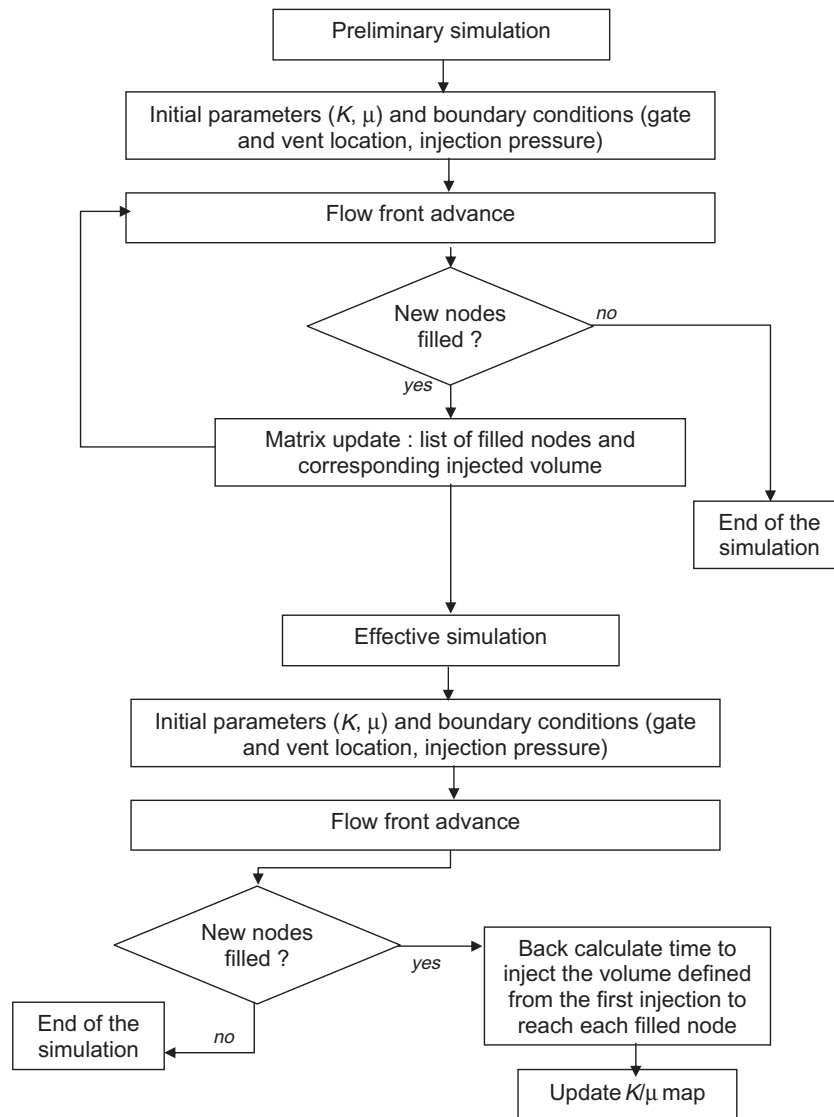 Preliminary simulation
Initial parameters (K, μ) and boundary conditions (gate
and vent location, injection pressure)
Flow front advance
New nodes
filled ?
no
yes
Matrix update : list of filled nodes and
corresponding injected volume
End of the
simulation
Effective simulation
Initial parameters (K, μ) and boundary conditions (gate
and vent location, injection pressure)
Flow front advance
New nodes
filled ?
yes
Back calculate time to
inject the volume defined
from the first injection to
reach each filled node
End of the
simulation
no
Update K/μ map